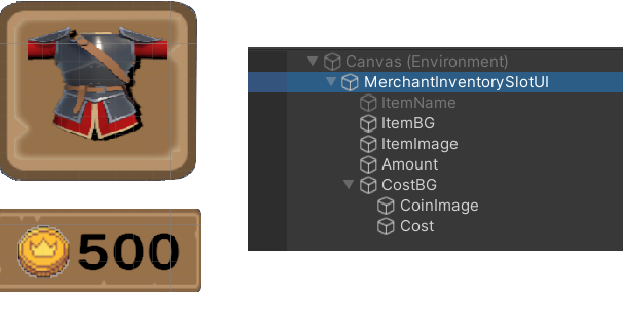 500
Canvas (Environment)
MerchantInventorySlotUI
ItemName
ItemBG
ItemImage
Amount
CostBG
CoinImage
Cost